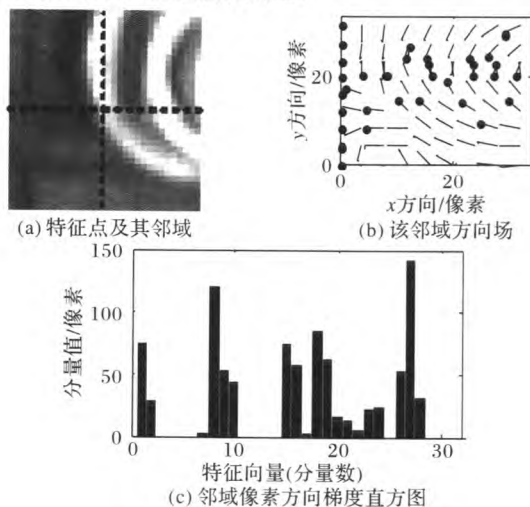 (a) 特征点及其邻域
y方向/像素
20
0
0
20
x方向/像素
(b) 该邻域方向场
分量值/像素
150
100
50
0
0
10
20
30
特征向量(分量数)
(c) 邻域像素方向梯度直方图